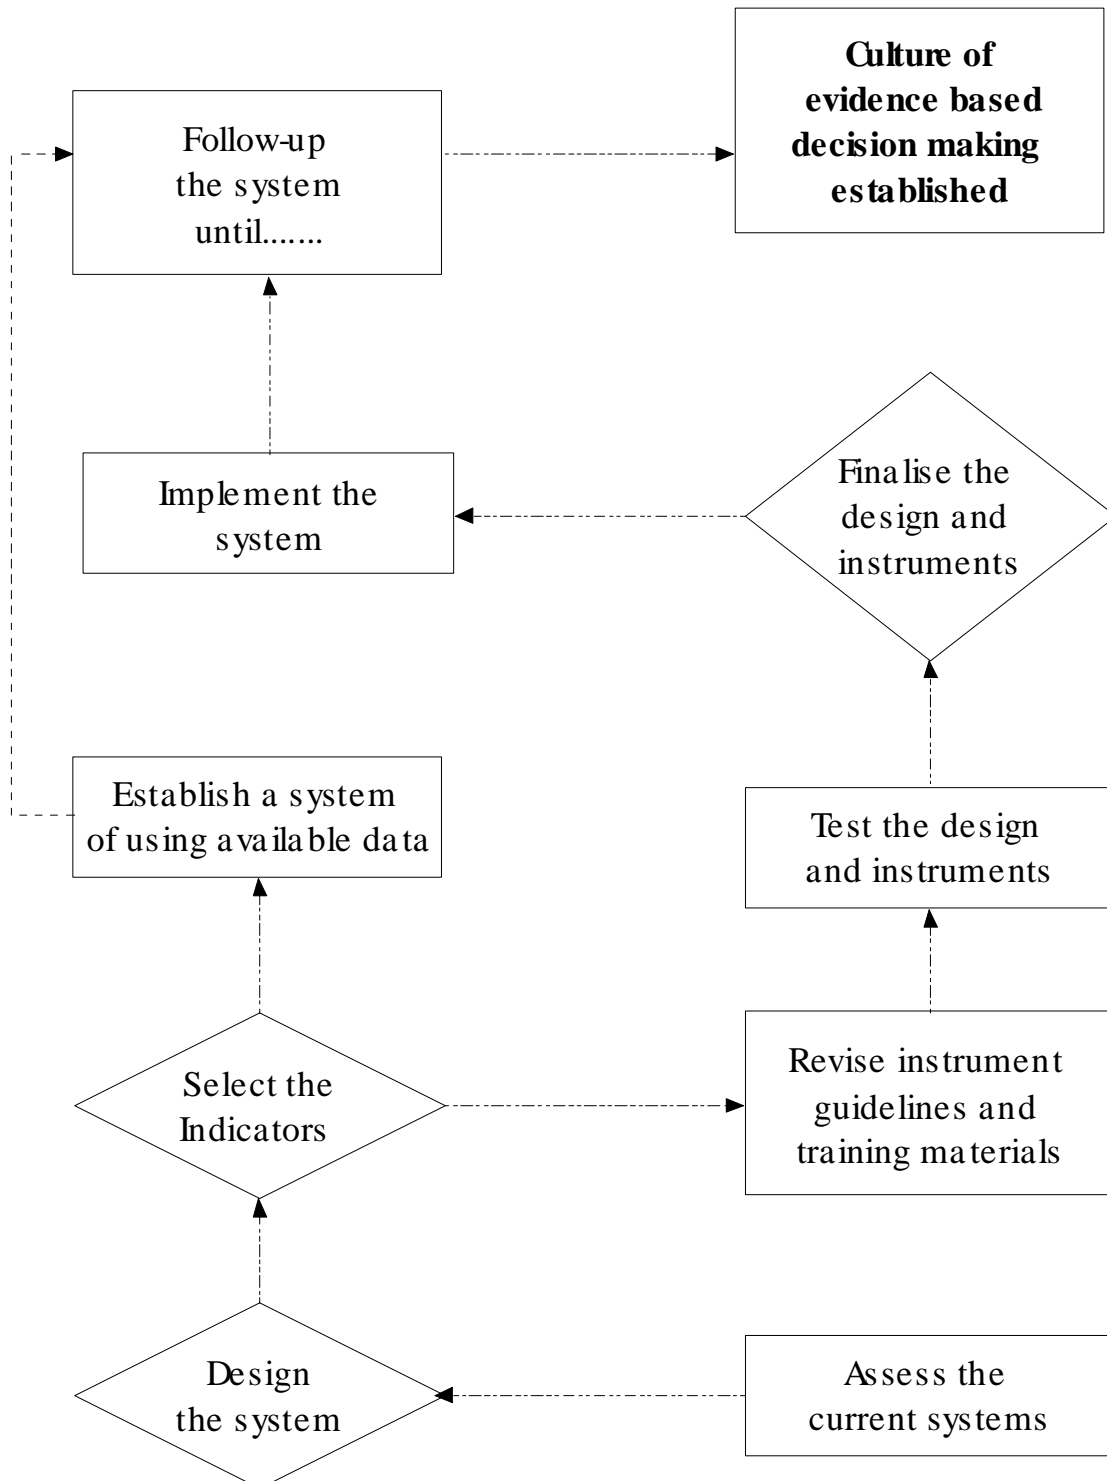 Culture of
evidence based
decision making
established
Follow-up
the system
until.......
Finalise the
design and
instruments
Implement the
system
Establish a system
of using available data
Test the design
and instruments
Select the
Indicators
Revise instrument
guidelines and
training materials
Design
the system
Assess the
current systems